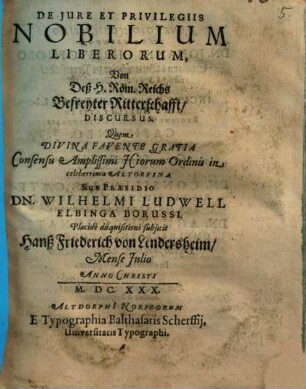 5
DE JURE ET PRIVILEGIIS
NOBILIUM
LIBERORUM,
Von
Deß H. Röm. Reichs
Befreyter Ritterschafft/
DISCURSUS.
Quem
DIVINA FAVENTE GRATIA
Consensu Amplissimi JCtorum Ordinis in
celeberrima ALTORFINA
SUB PRÆSIDIO
DN. WILHELMI LUDWELL
ELBINGA BORUSSI.
Placidè disquisitioni subjicit
Hanß Friederich von Lendersheim/
Mense Julio
ANNO CHRISTI
M. DC. XXX.
ALTDORPHI NORICORUM
E Typographia Balthasaris Scherffij,
Universitatis Typographi.